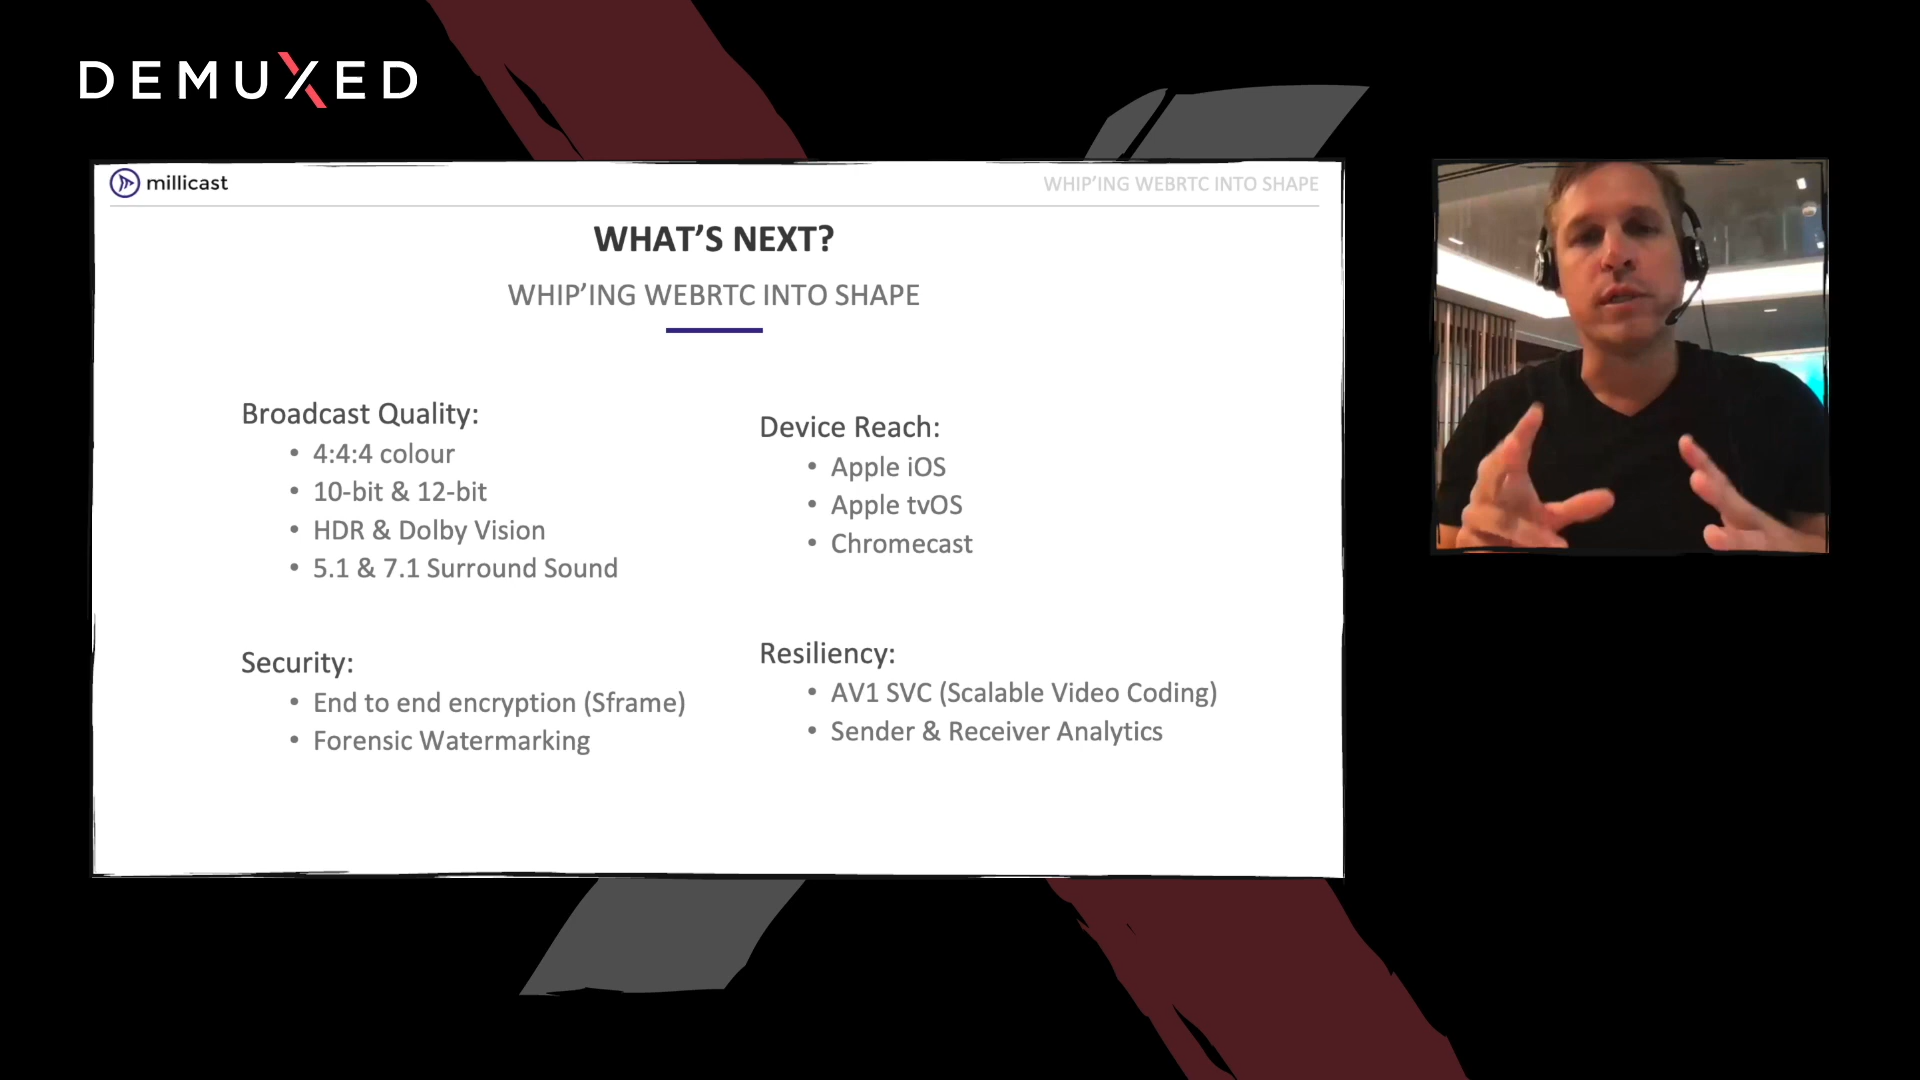 DEMUXED
millicast
WHIP'ING WEBRTC INTO SHAPE
WHAT'S NEXT?
WHIP'ING WEBRTC INTO SHAPE
Broadcast Quality:
• 4:4:4 colour
• 10-bit & 12-bit
• HDR & Dolby Vision
• 5.1 & 7.1 Surround Sound
Device Reach:
• Apple iOS
• Apple tvOS
• Chromecast
Security:
• End to end encryption (Sframe)
• Forensic Watermarking
Resiliency:
• AV1 SVC (Scalable Video Coding)
• Sender & Receiver Analytics